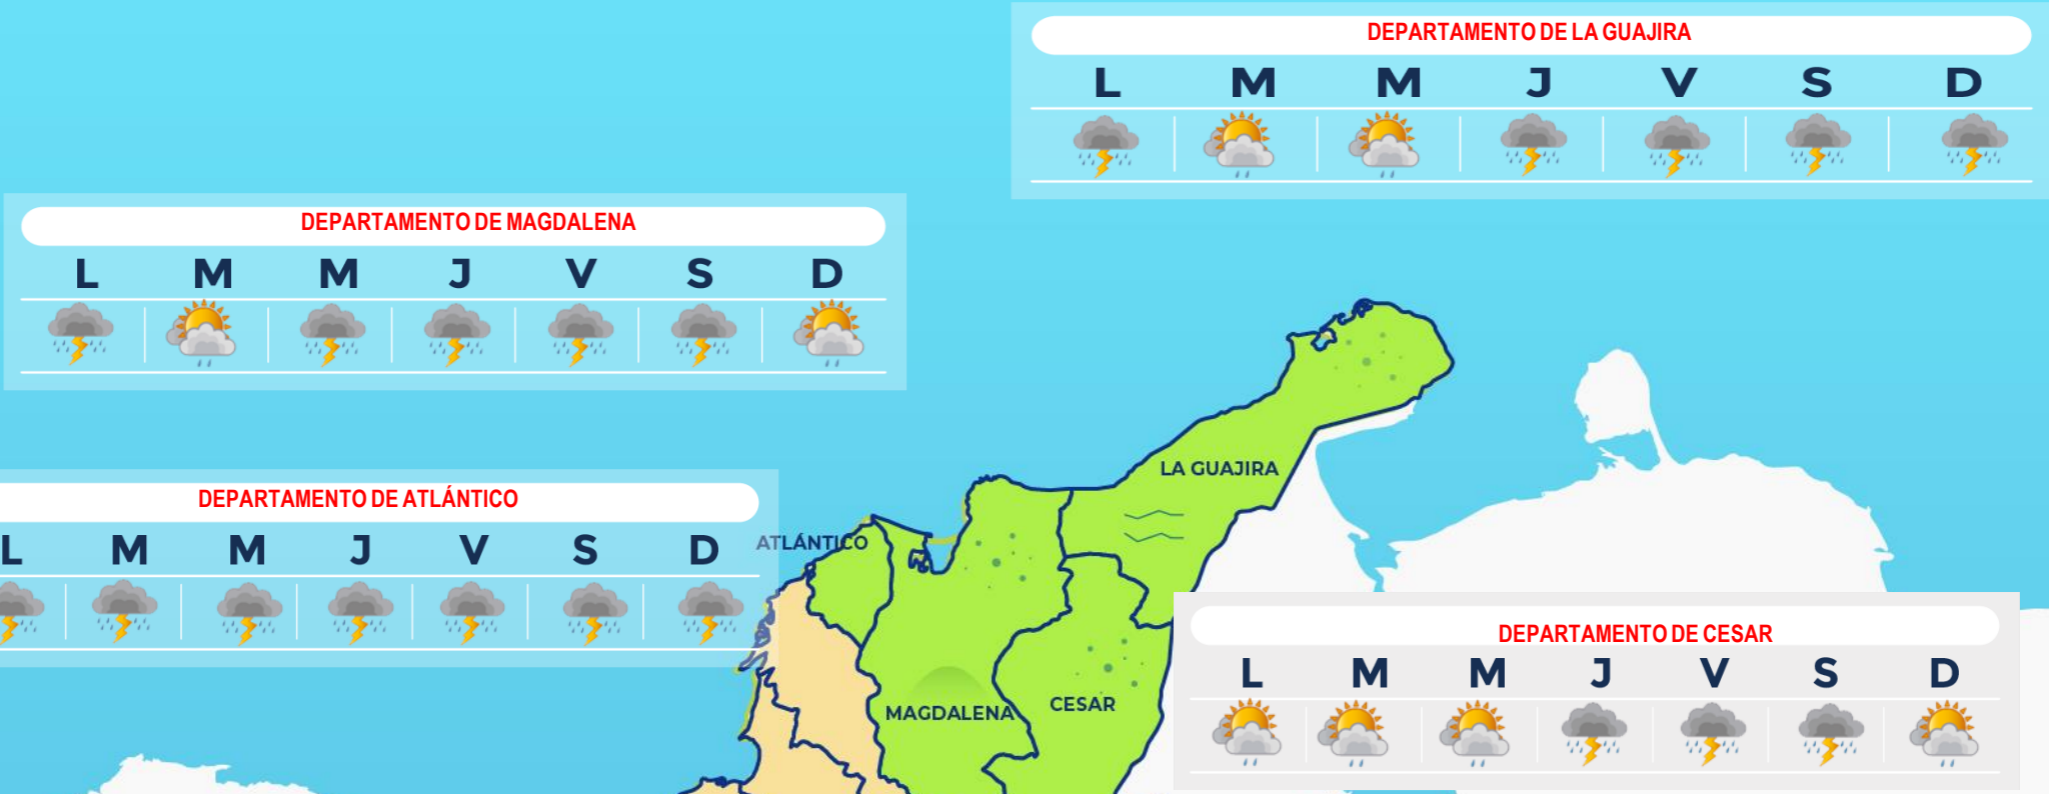 DEPARTAMENTO DE LA GUAJIRA
L M M J V S D
DEPARTAMENTO DE MAGDALENA
L M M J V S D
LA GUAJIRA
DEPARTAMENTO DE ATLÁNTICO
L M M J V S D
ATLÁNTICO
DEPARTAMENTO DE CESAR
L M M J V S D
MAGDALENA
CESAR